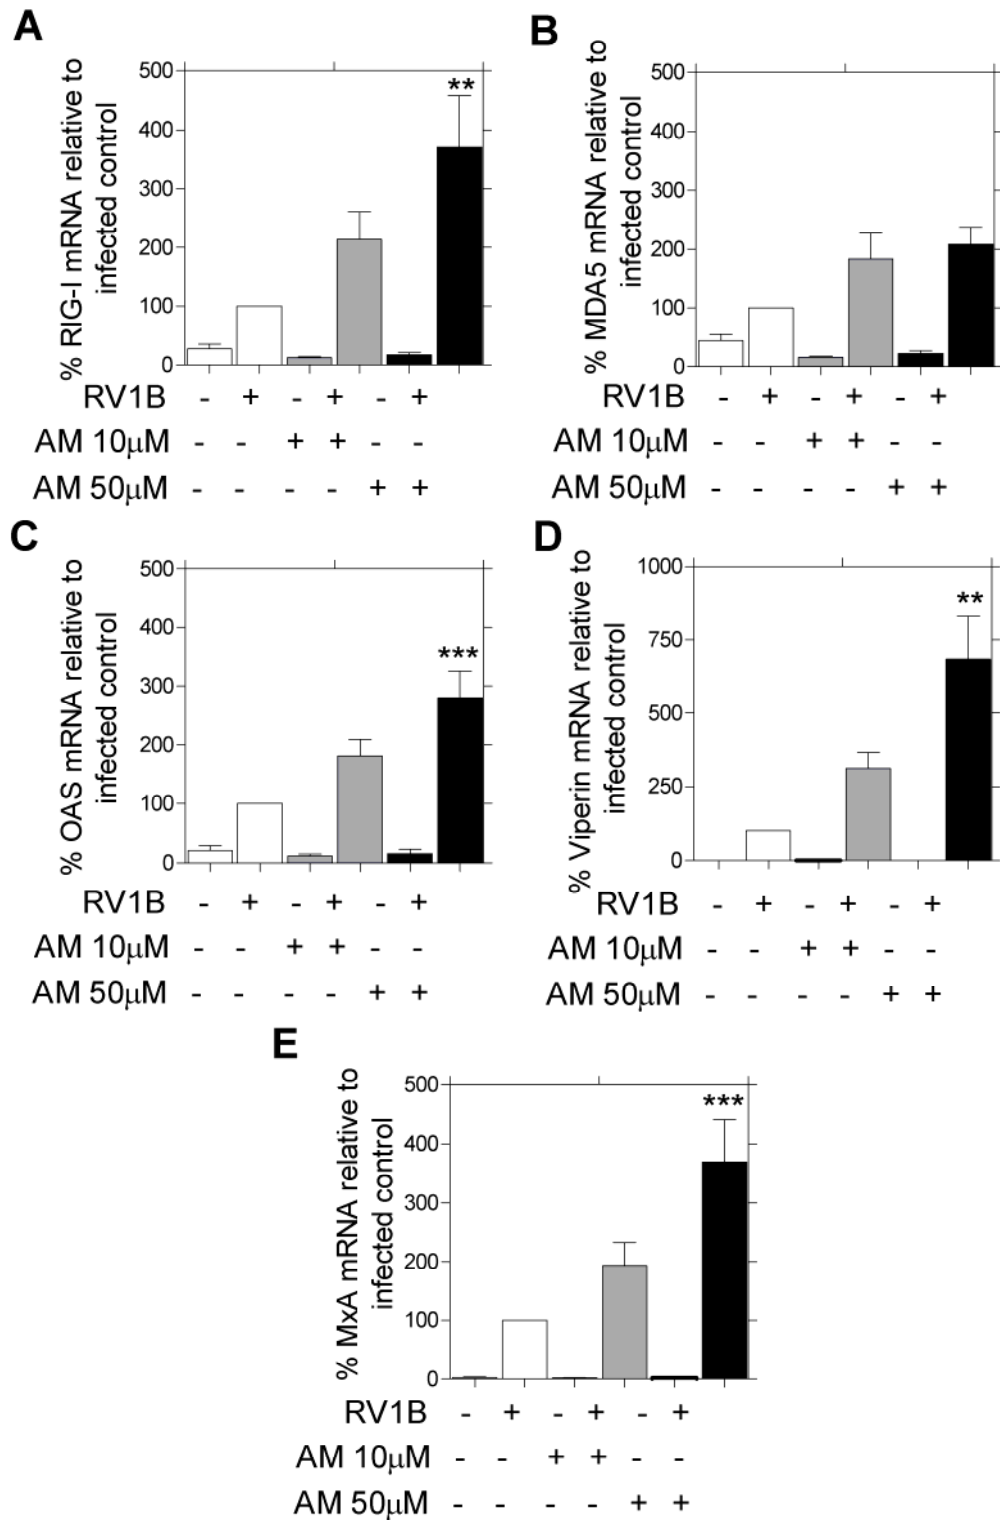 A
% RIG-I mRNA relative to
infected control
500
400
300
200
100
0
**
RV1B - + - + - +
AM 10μM - - + + - -
AM 50μM - - - - + +
B
% MDA5 mRNA relative to
infected control
500
400
300
200
100
0
RV1B - + - + - +
AM 10μM - - + + - -
AM 50μM - - - - + +
C
% OAS mRNA relative to
infected control
500
400
300
200
100
0
***
RV1B - + - + - +
AM 10μM - - + + - -
AM 50μM - - - - + +
D
% Viperin mRNA relative to
infected control
1000
750
500
250
0
**
RV1B - + - + - +
AM 10μM - - + + - -
AM 50μM - - - - + +
E
% MxA mRNA relative to
infected control
500
400
300
200
100
0
***
RV1B - + - + - +
AM 10μM - - + + - -
AM 50μM - - - - + +